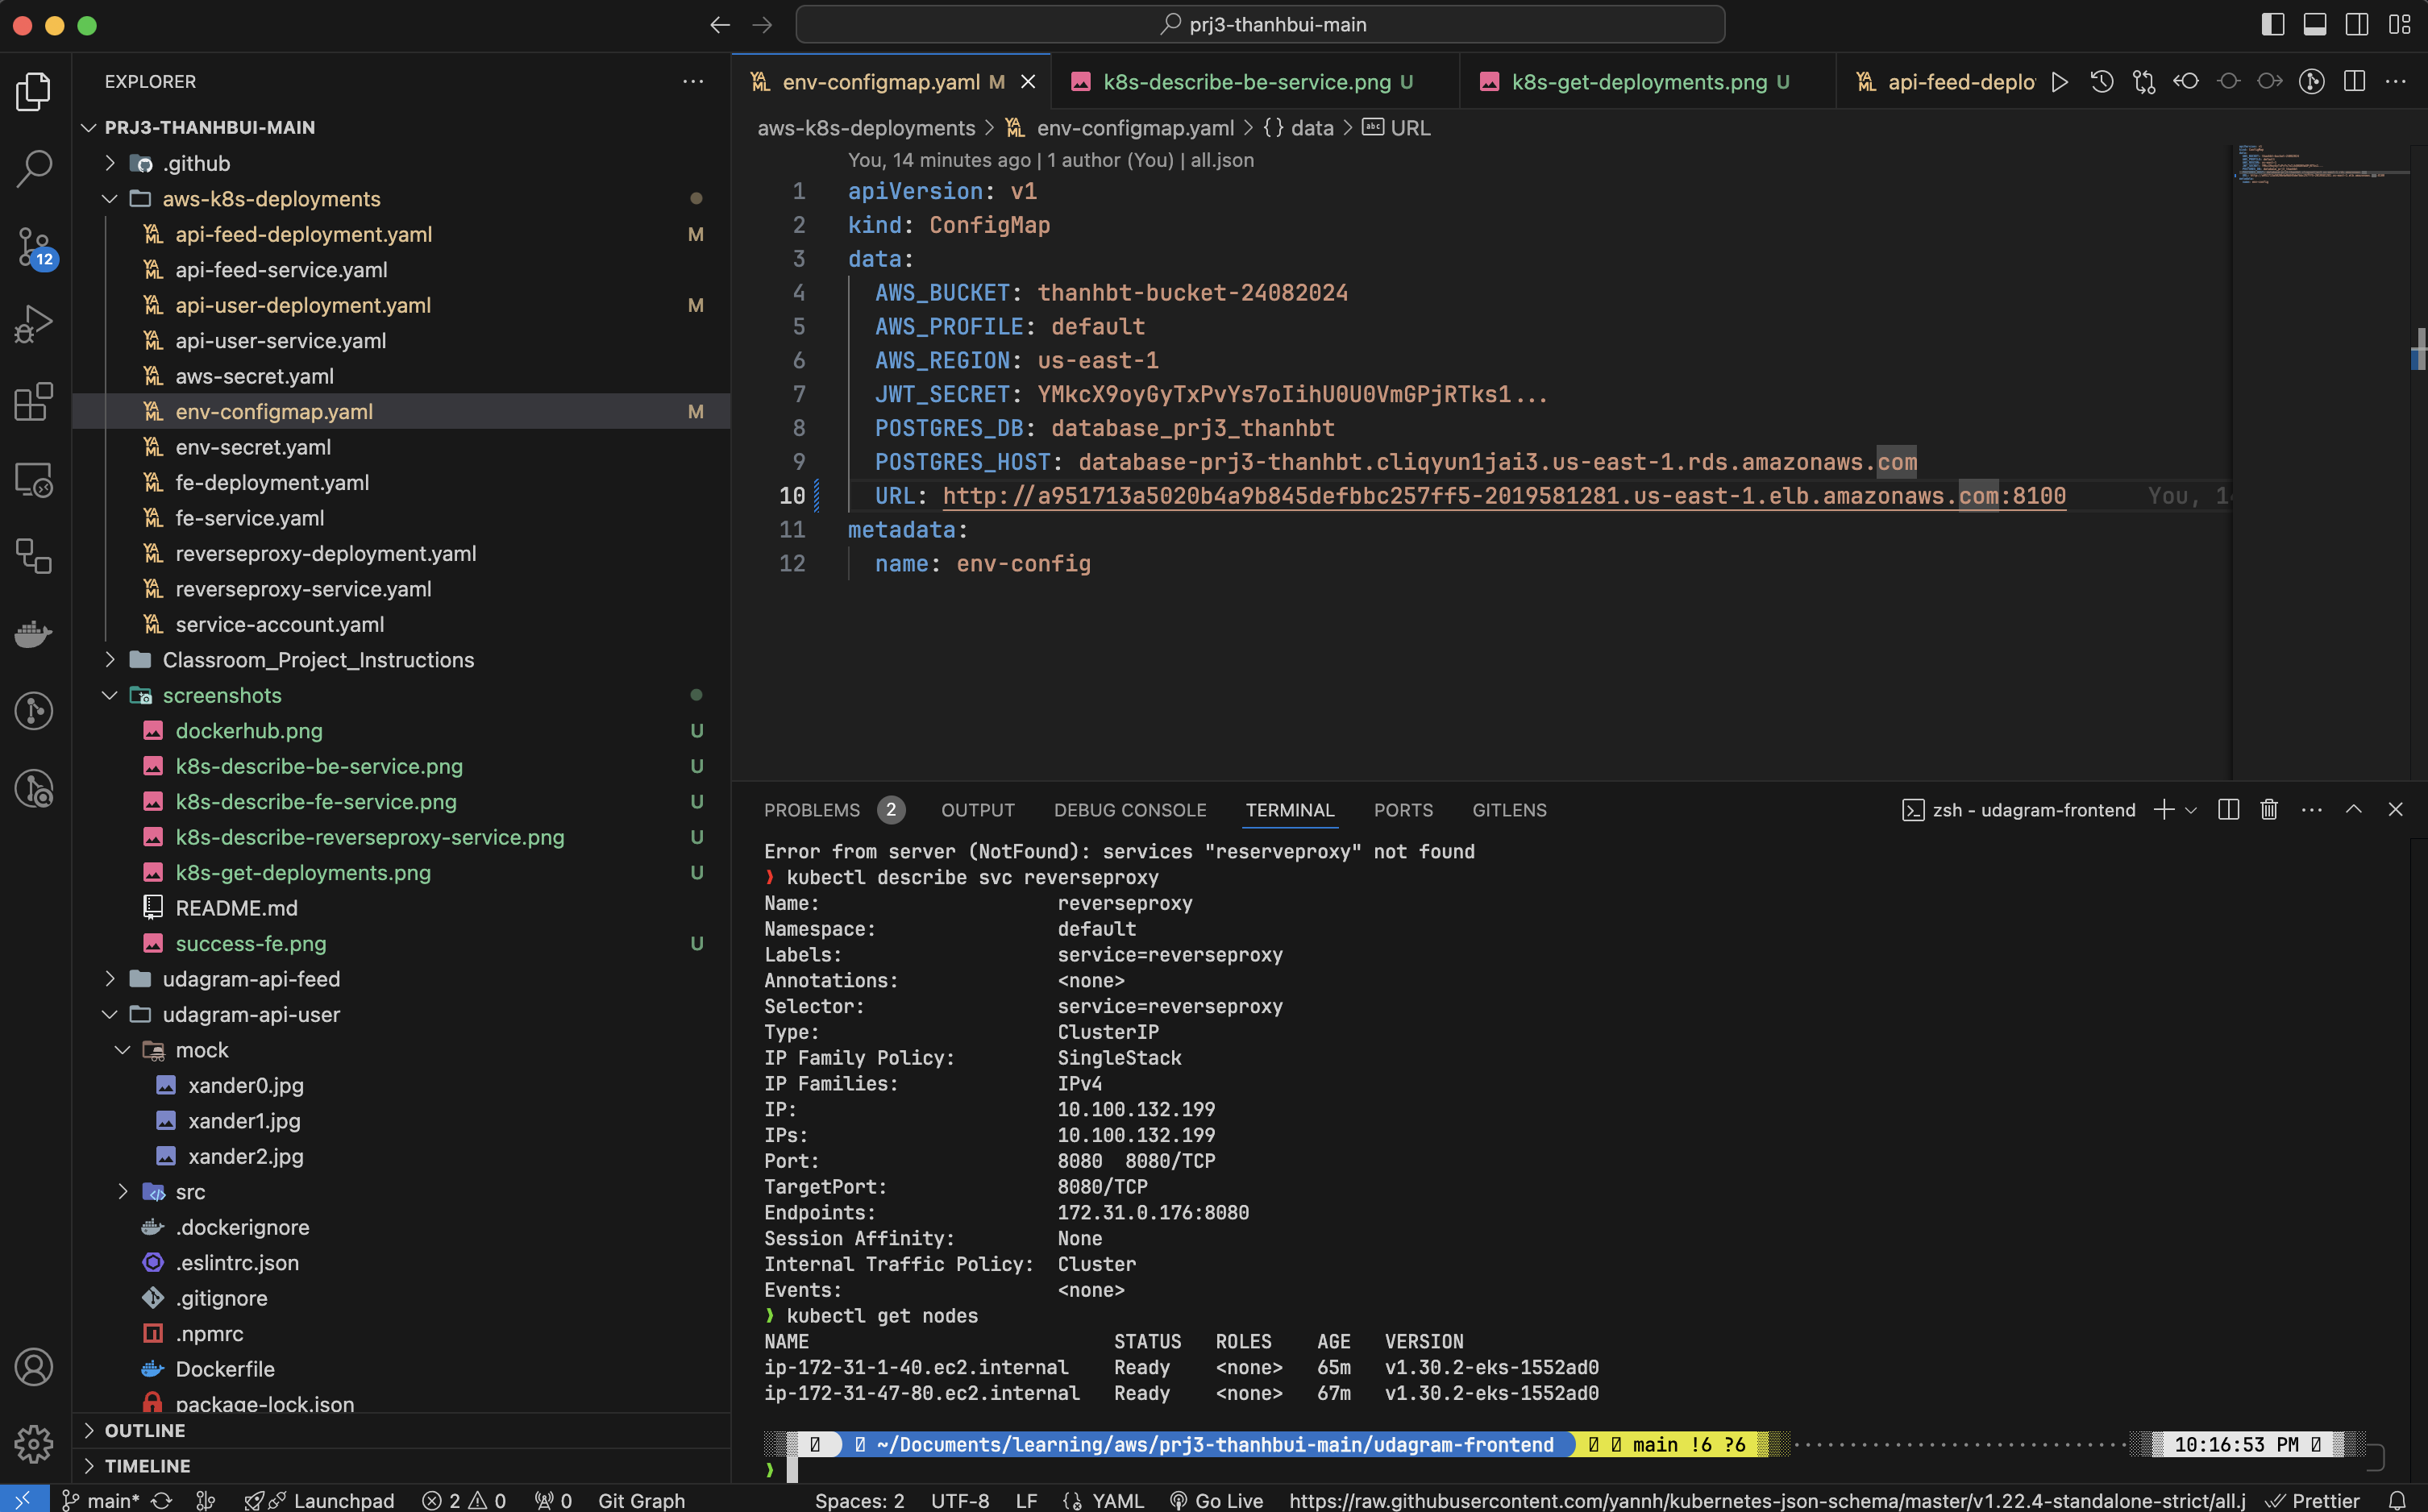 prj3-thanhbui-main
EXPLORER
PRJ3-THANHBUI-MAIN
.github
aws-k8s-deployments
api-feed-deployment.yaml M
api-feed-service.yaml
api-user-deployment.yaml M
api-user-service.yaml
aws-secret.yaml
env-configmap.yaml M
env-secret.yaml
fe-deployment.yaml
fe-service.yaml
reverseproxy-deployment.yaml
reverseproxy-service.yaml
service-account.yaml
Classroom_Project_Instructions
screenshots
dockerhub.png U
k8s-describe-be-service.png U
k8s-describe-fe-service.png U
k8s-describe-reverseproxy-service.png U
k8s-get-deployments.png U
README.md
success-fe.png U
udagram-api-feed
udagram-api-user
mock
xander0.jpg
xander1.jpg
xander2.jpg
src
.dockerignore
.eslintrc.json
.gitignore
.npmrc
Dockerfile
package-lock.json
OUTLINE
TIMELINE
12
env-configmap.yaml M
k8s-describe-be-service.png U
k8s-get-deployments.png U
api-feed-deplo
aws-k8s-deployments > env-configmap.yaml > {} data > abc URL
You, 14 minutes ago | 1 author (You) | all.json
1 apiVersion: v1
2 kind: ConfigMap
3 data:
4 AWS_BUCKET: thanhbt-bucket-24082024
5 AWS_PROFILE: default
6 AWS_REGION: us-east-1
7 JWT_SECRET: YMkcX9oyGyTxPvYs7oIihU0U0VmGPjRTks1...
8 POSTGRES_DB: database_prj3_thanhbt
9 POSTGRES_HOST: database-prj3-thanhbt.cliqyun1jai3.us-east-1.rds.amazonaws.com
10 URL: http://a951713a5020b4a9b845defbbc257ff5-2019581281.us-east-1.elb.amazonaws.com:8100 You, 1
11 metadata:
12 name: env-config
PROBLEMS 2 OUTPUT DEBUG CONSOLE TERMINAL PORTS GITLENS zsh - udagram-frontend
Error from server (NotFound): services "reserveproxy" not found
❯ kubectl describe svc reverseproxy
Name: reverseproxy
Namespace: default
Labels: service=reverseproxy
Annotations: <none>
Selector: service=reverseproxy
Type: ClusterIP
IP Family Policy: SingleStack
IP Families: IPv4
IP: 10.100.132.199
IPs: 10.100.132.199
Port: 8080 8080/TCP
TargetPort: 8080/TCP
Endpoints: 172.31.0.176:8080
Session Affinity: None
Internal Traffic Policy: Cluster
Events: <none>
❯ kubectl get nodes
NAME STATUS ROLES AGE VERSION
ip-172-31-1-40.ec2.internal Ready <none> 65m v1.30.2-eks-1552ad0
ip-172-31-47-80.ec2.internal Ready <none> 67m v1.30.2-eks-1552ad0
~/Documents/learning/aws/prj3-thanhbui-main/udagram-frontend main !6 ?6 10:16:53 PM
❯
main* Launchpad 2 0 0 Git Graph Spaces: 2 UTF-8 LF YAML Go Live https://raw.githubusercontent.com/yannh/kubernetes-json-schema/master/v1.22.4-standalone-strict/all.j Prettier